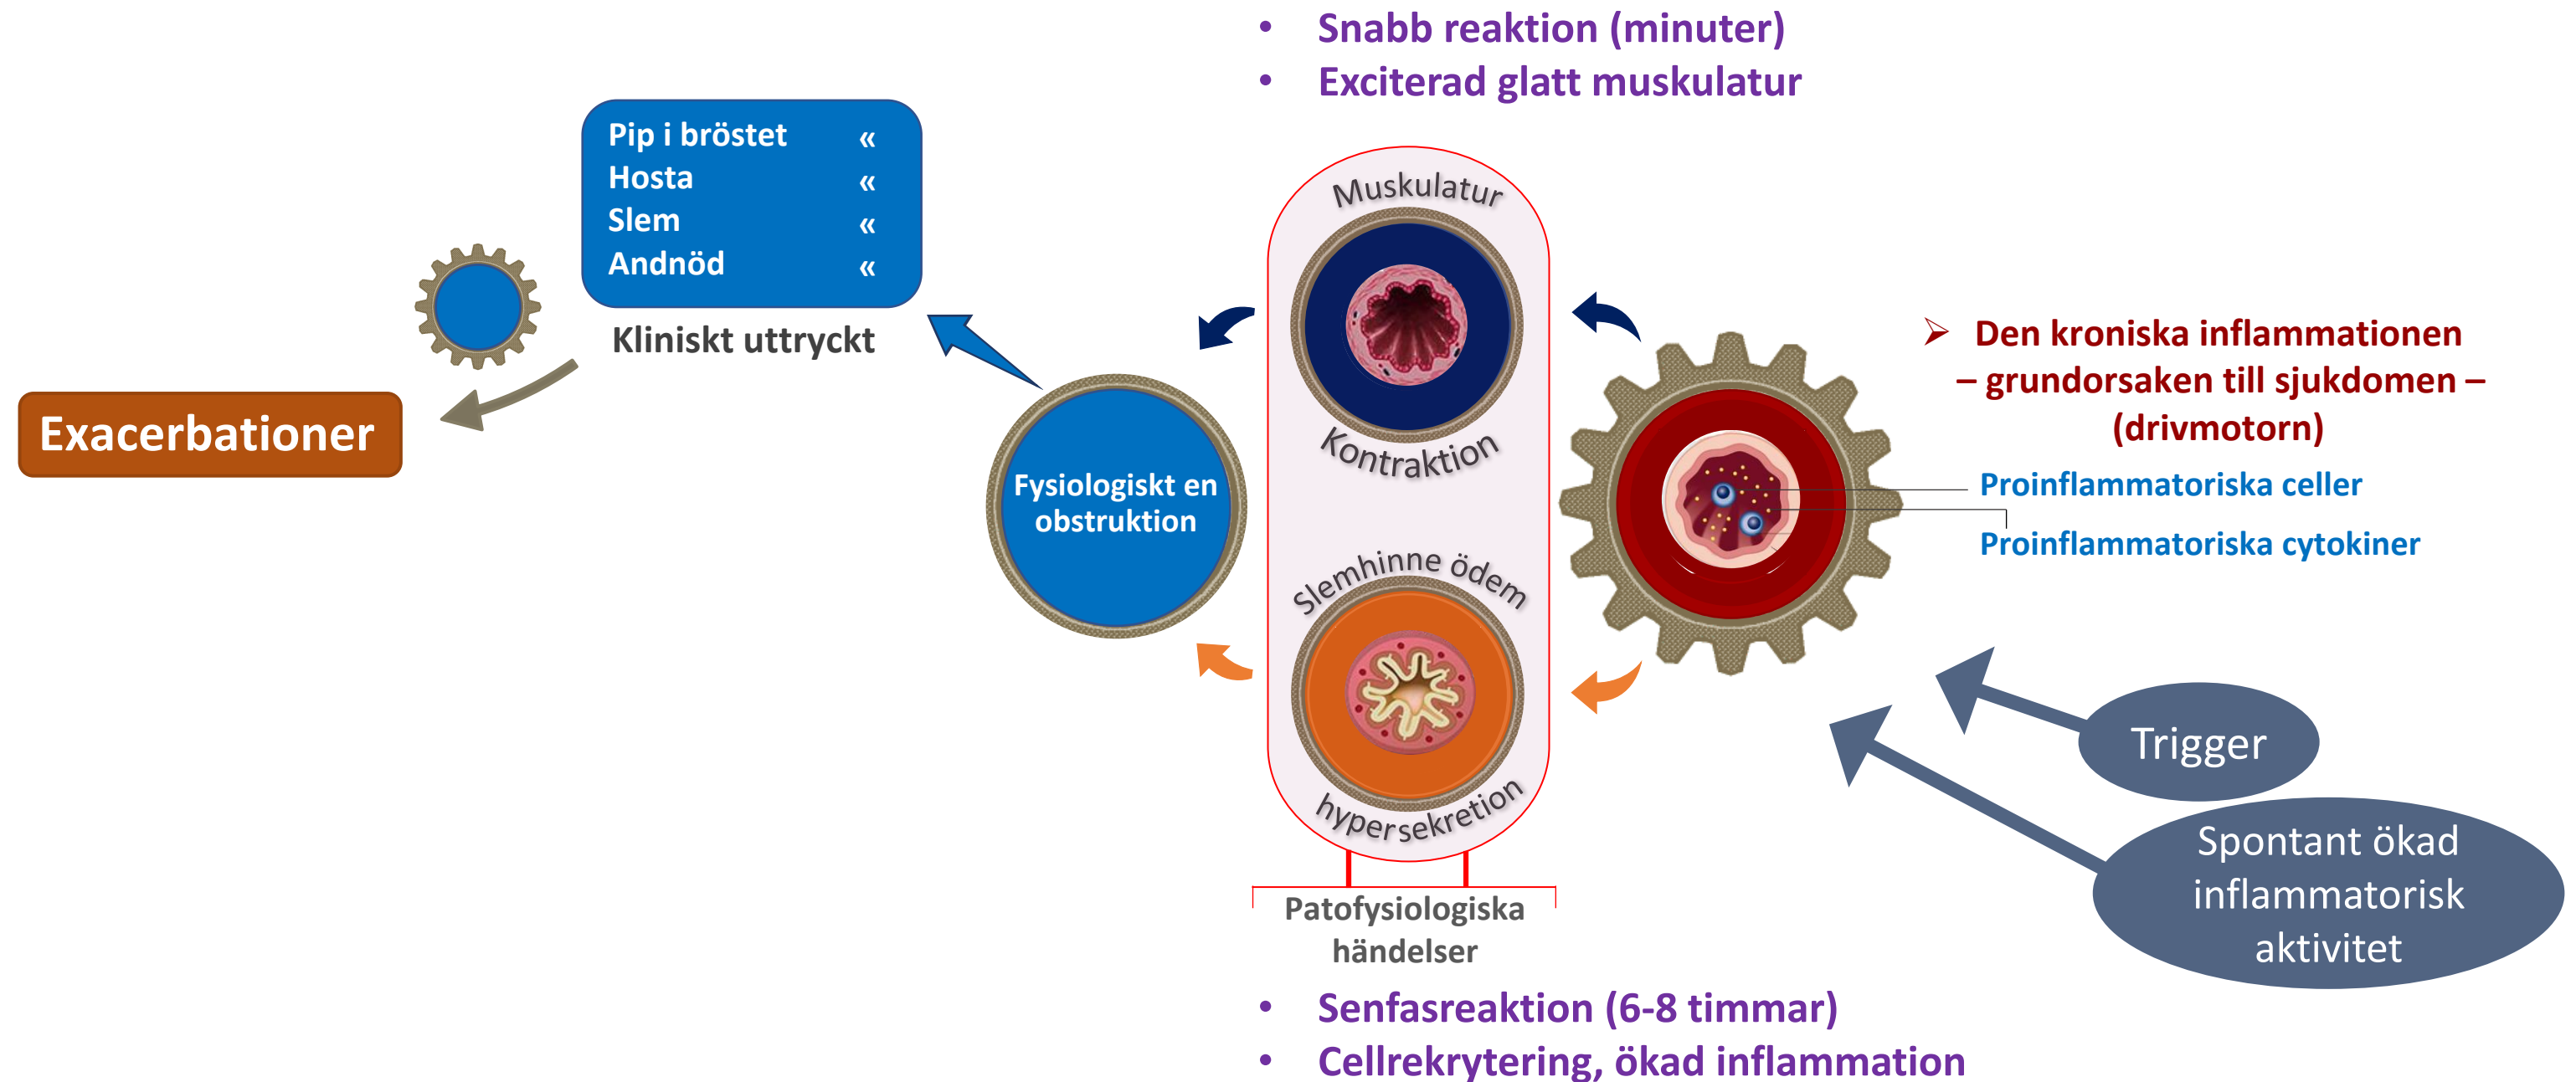 • Snabb reaktion (minuter)
• Exciterad glatt muskulatur
Pip i bröstet «
Hosta «
Slem «
Andnöd «
Kliniskt uttryckt
Exacerbationer
Fysiologiskt en
obstruktion
Muskulatur
Kontraktion
Slemhinne ödem
hypersekretion
Patofysiologiska
händelser
➢ Den kroniska inflammationen
– grundorsaken till sjukdomen –
(drivmotorn)
Proinflammatoriska celler
Proinflammatoriska cytokiner
Trigger
Spontant ökad
inflammatorisk
aktivitet
• Senfasreaktion (6-8 timmar)
• Cellrekrytering, ökad inflammation